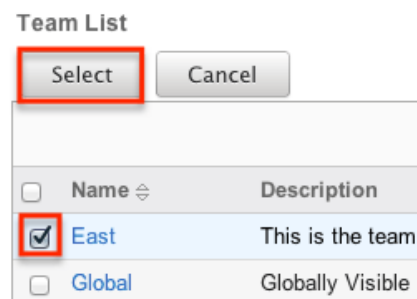 Team List
Select Cancel
Name Description
East This is the team
Global Globally Visible